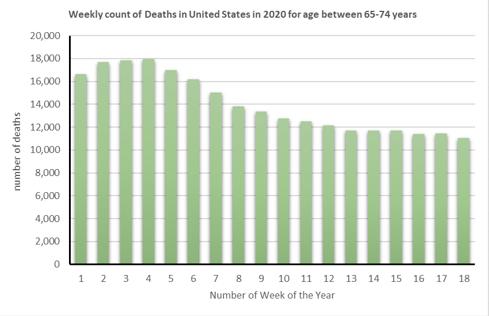 Weekly count of Deaths in United States in 2020 for age between 65-74 years
20,000
18,000
16,000
14,000
12,000
10,000
8,000
6,000
4,000
2,000
0
number of deaths
1 2 3 4 5 6 7 8 9 10 11 12 13 14 15 16 17 18
Number of Week of the Year